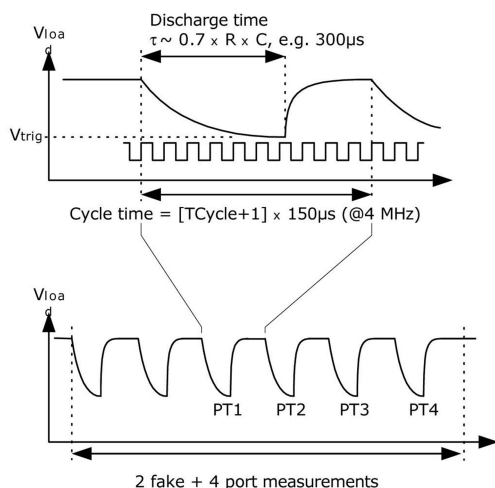 Discharge time
τ ~ 0.7 x R x C, e.g. 300µs
Vloa
d
Vtrig
Cycle time = [TCycle+1] x 150µs (@4 MHz)
Vloa
d
PT1 PT2 PT3 PT4
2 fake + 4 port measurements